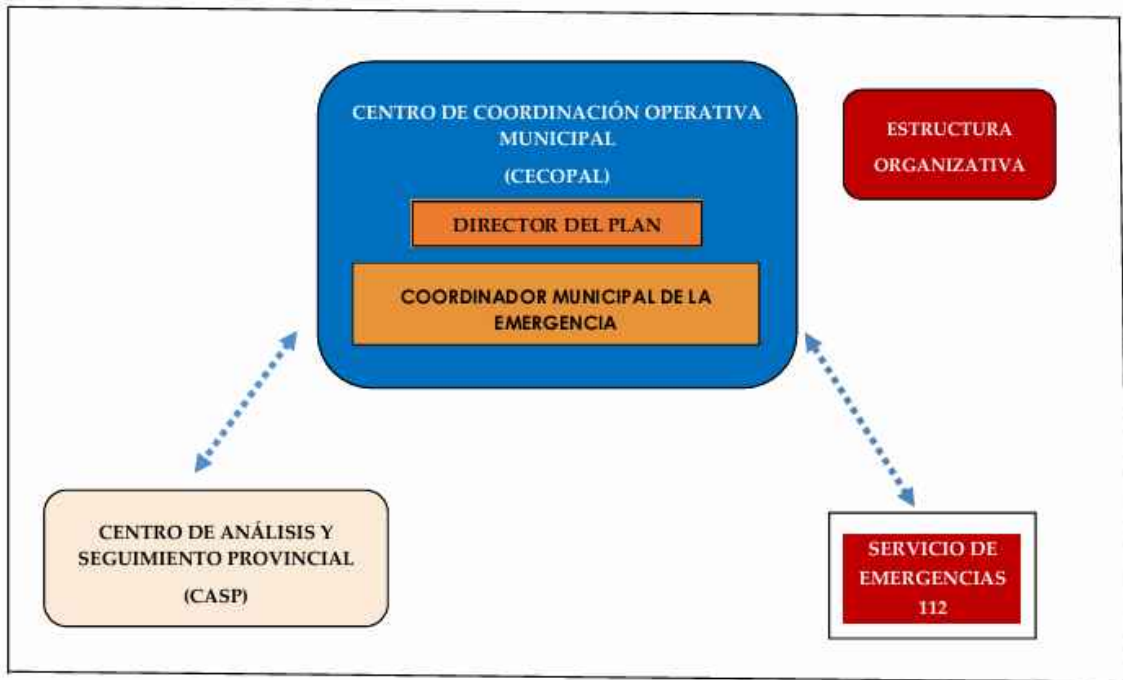 CENTRO DE COORDINACIÓN OPERATIVA
MUNICIPAL
(CECOPAL)
DIRECTOR DEL PLAN
COORDINADOR MUNICIPAL DE LA
EMERGENCIA
ESTRUCTURA
ORGANIZATIVA
CENTRO DE ANÁLISIS Y
SEGUIMIENTO PROVINCIAL
(CASP)
SERVICIO DE
EMERGENCIAS
112